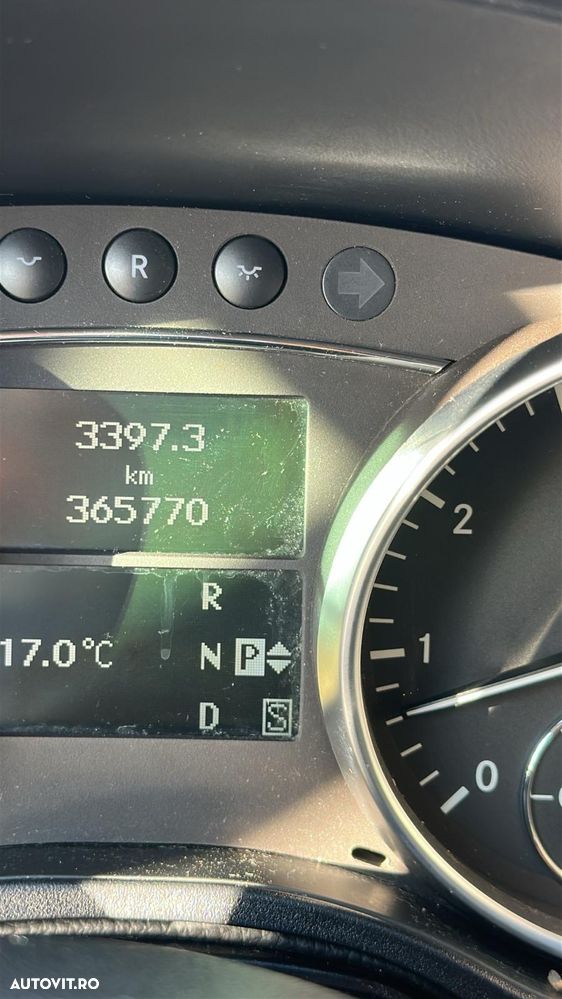 R
3397.3
km
365770
R
17.0°C N P
D S
2
1
0
AUTOVIT.RO